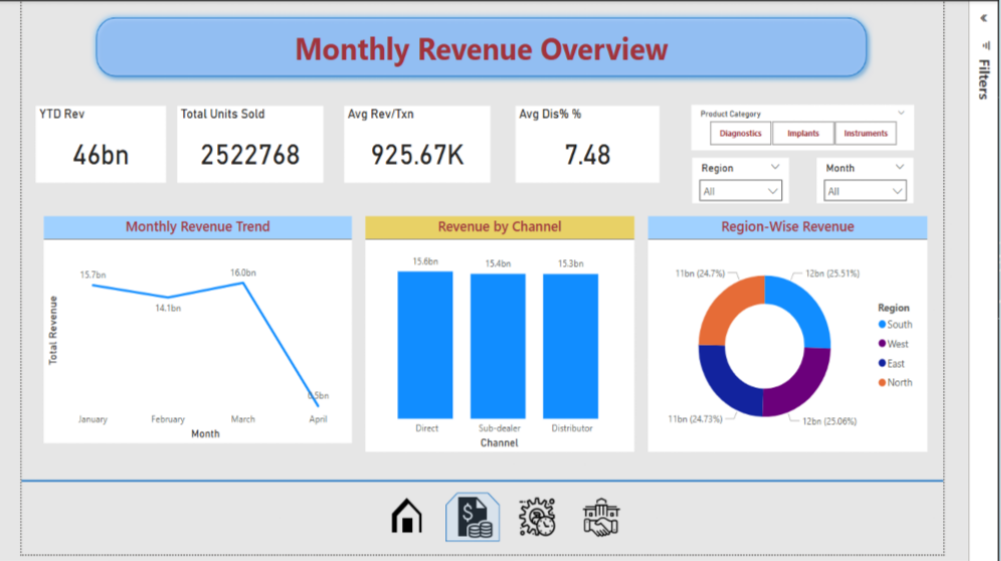 Monthly Revenue Overview
Filters
YTD Rev
46bn
Total Units Sold
2522768
Avg Rev/Txn
925.67K
Avg Dis% %
7.48
Product Category
Diagnostics
Implants
Instruments
Region
All
Month
All
Monthly Revenue Trend
Total Revenue
15.7bn
14.1bn
16.0bn
0.5bn
January
February
March
April
Month
Revenue by Channel
15.6bn
15.4bn
15.3bn
Direct
Sub-dealer
Distributor
Channel
Region-Wise Revenue
11bn (24.7%)
12bn (25.51%)
11bn (24.73%)
12bn (25.06%)
Region
South
West
East
North